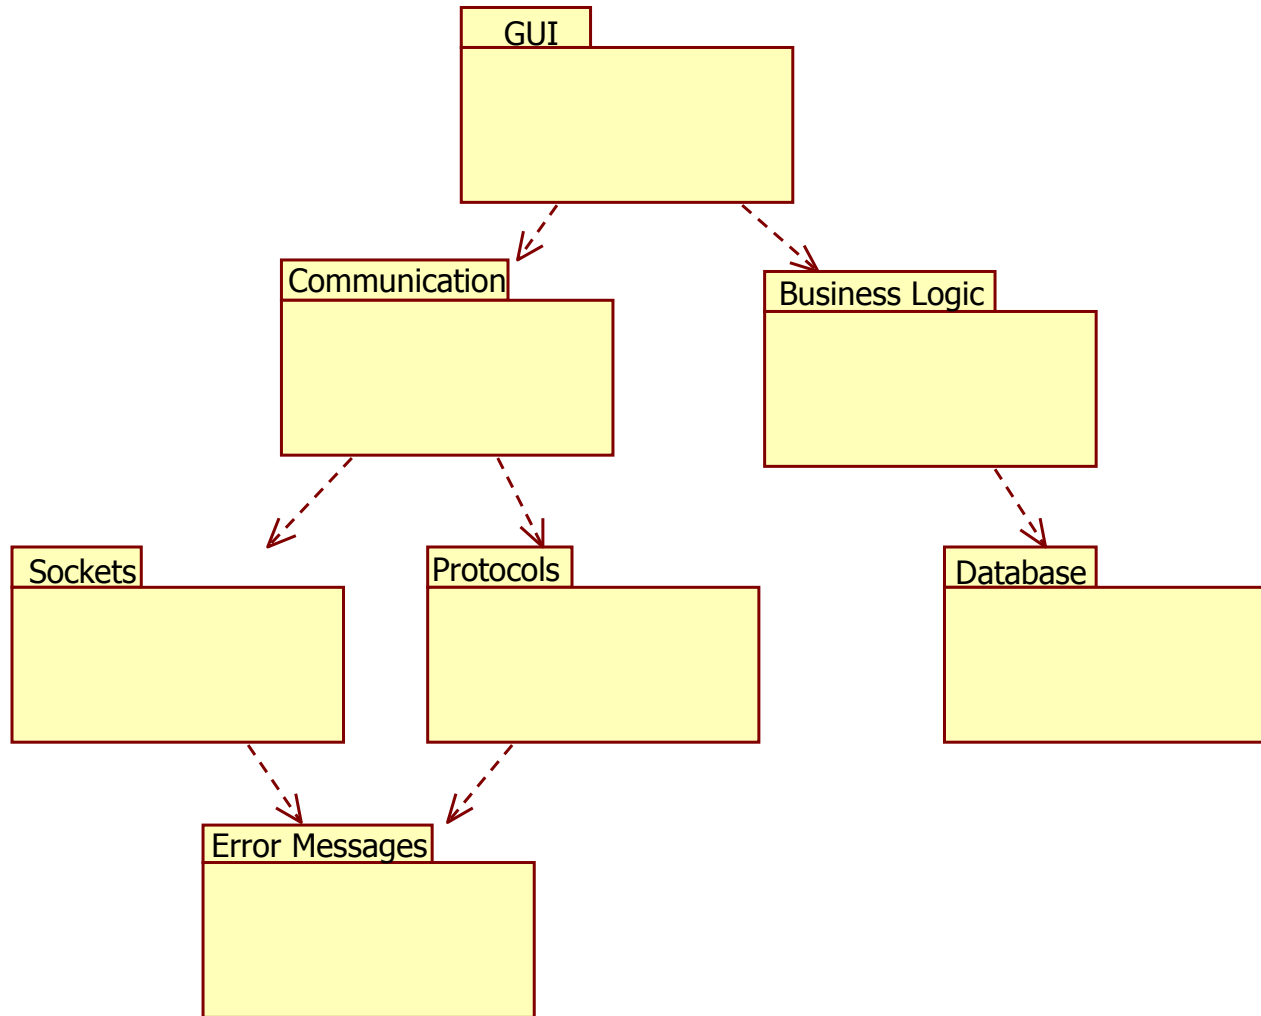 GUI
Communication
Business Logic
Sockets
Protocols
Database
Error Messages